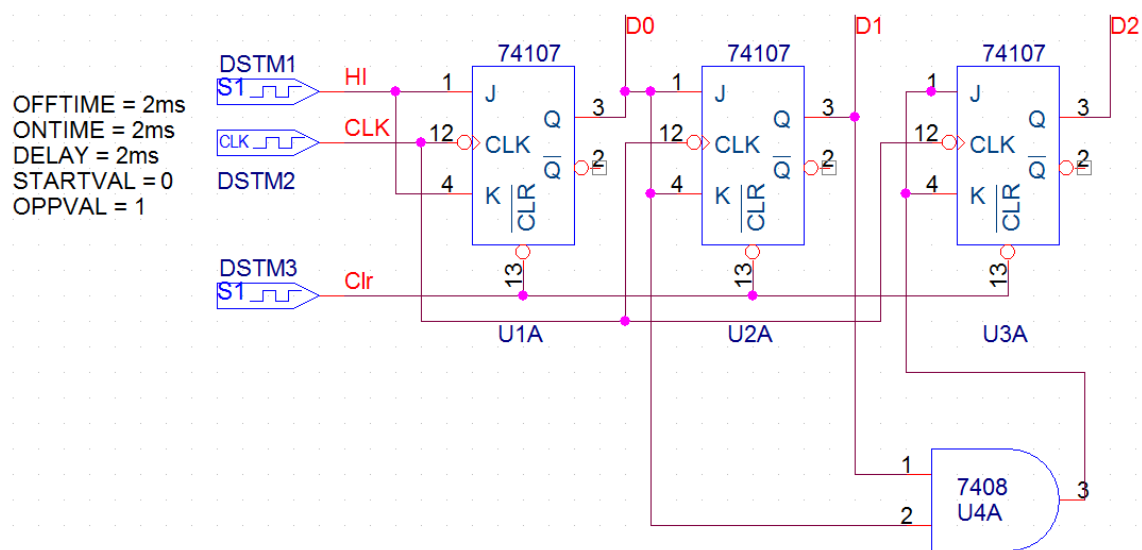 D0
D1
D2
74107
74107
74107
DSTM1
S1
HI
OFFTIME = 2ms
ONTIME = 2ms
DELAY = 2ms
STARTVAL = 0
OPPVAL = 1
CLK
CLK
DSTM2
1
J
Q
3
12
CLK
Q
2
4
K
CLR
13
1
J
Q
3
12
CLK
Q
2
4
K
CLR
13
1
J
Q
3
12
CLK
Q
2
4
K
CLR
13
DSTM3
S1
Clr
U1A
U2A
U3A
1
2
7408
U4A
3